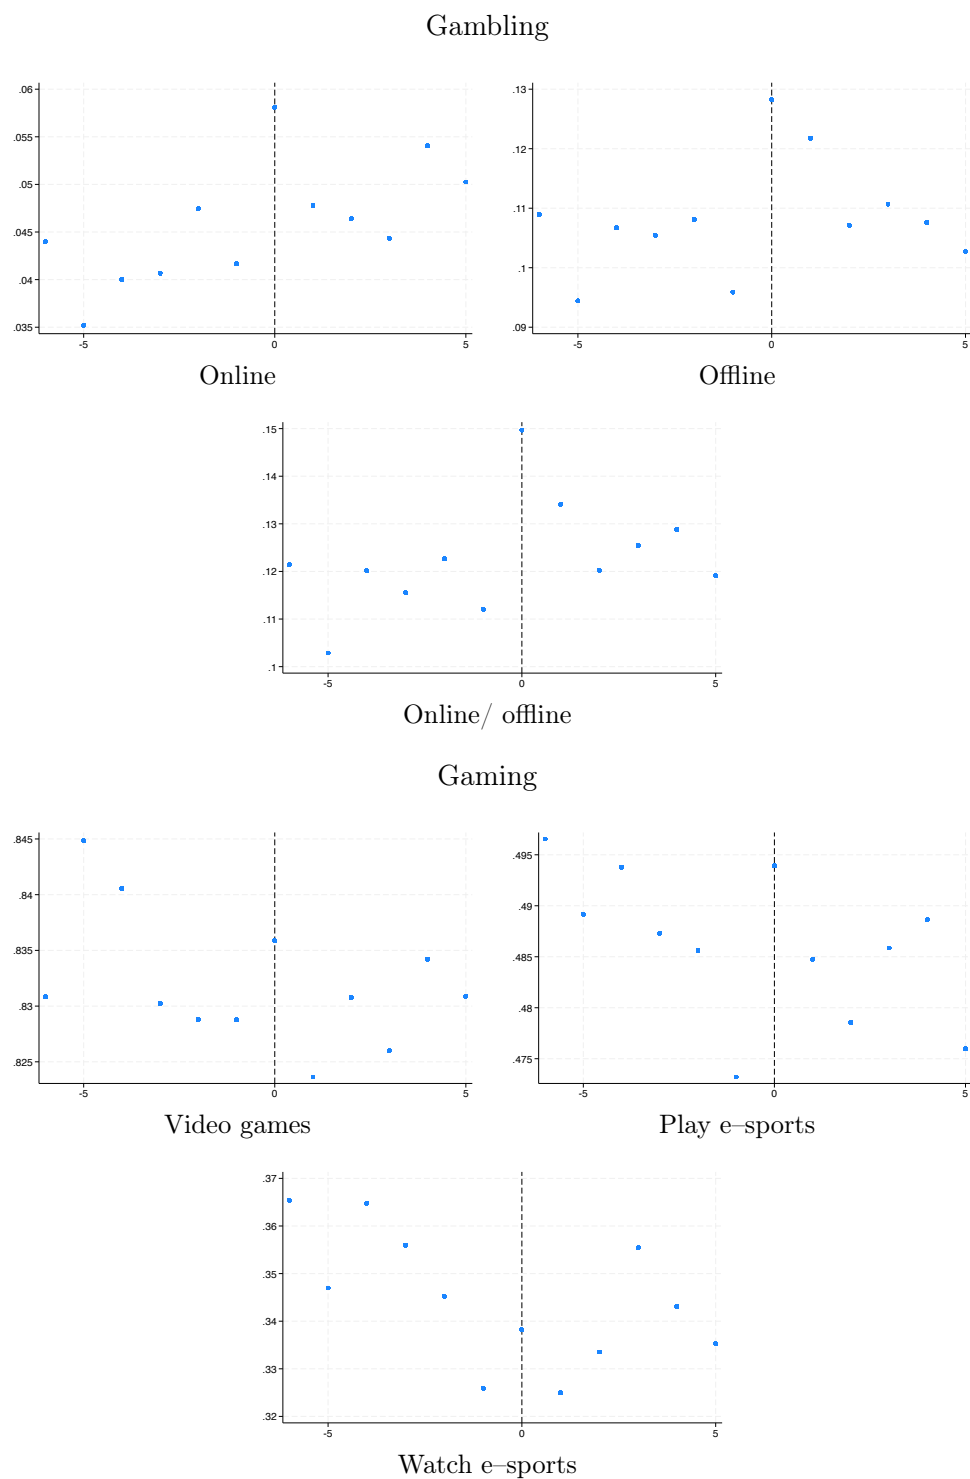 Gambling
.06
.055
.05
.045
.04
.035
-5 0 5
Online
.13
.12
.11
.1
.09
-5 0 5
Offline
.15
.14
.13
.12
.11
.1
-5 0 5
Online/ offline
Gaming
.845
.84
.835
.83
.825
-5 0 5
Video games
.495
.49
.485
.48
.475
-5 0 5
Play e–sports
.37
.36
.35
.34
.33
.32
-5 0 5
Watch e–sports